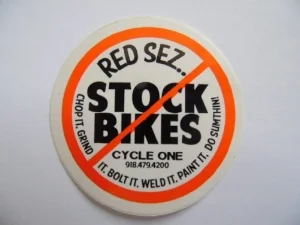 RED SEZ..
STOCK
BIKES
CYCLE ONE
918.479.4200
CHOP IT. GRIND IT. BOLT IT. WELD IT. PAINT IT. DO SUMTHIN!